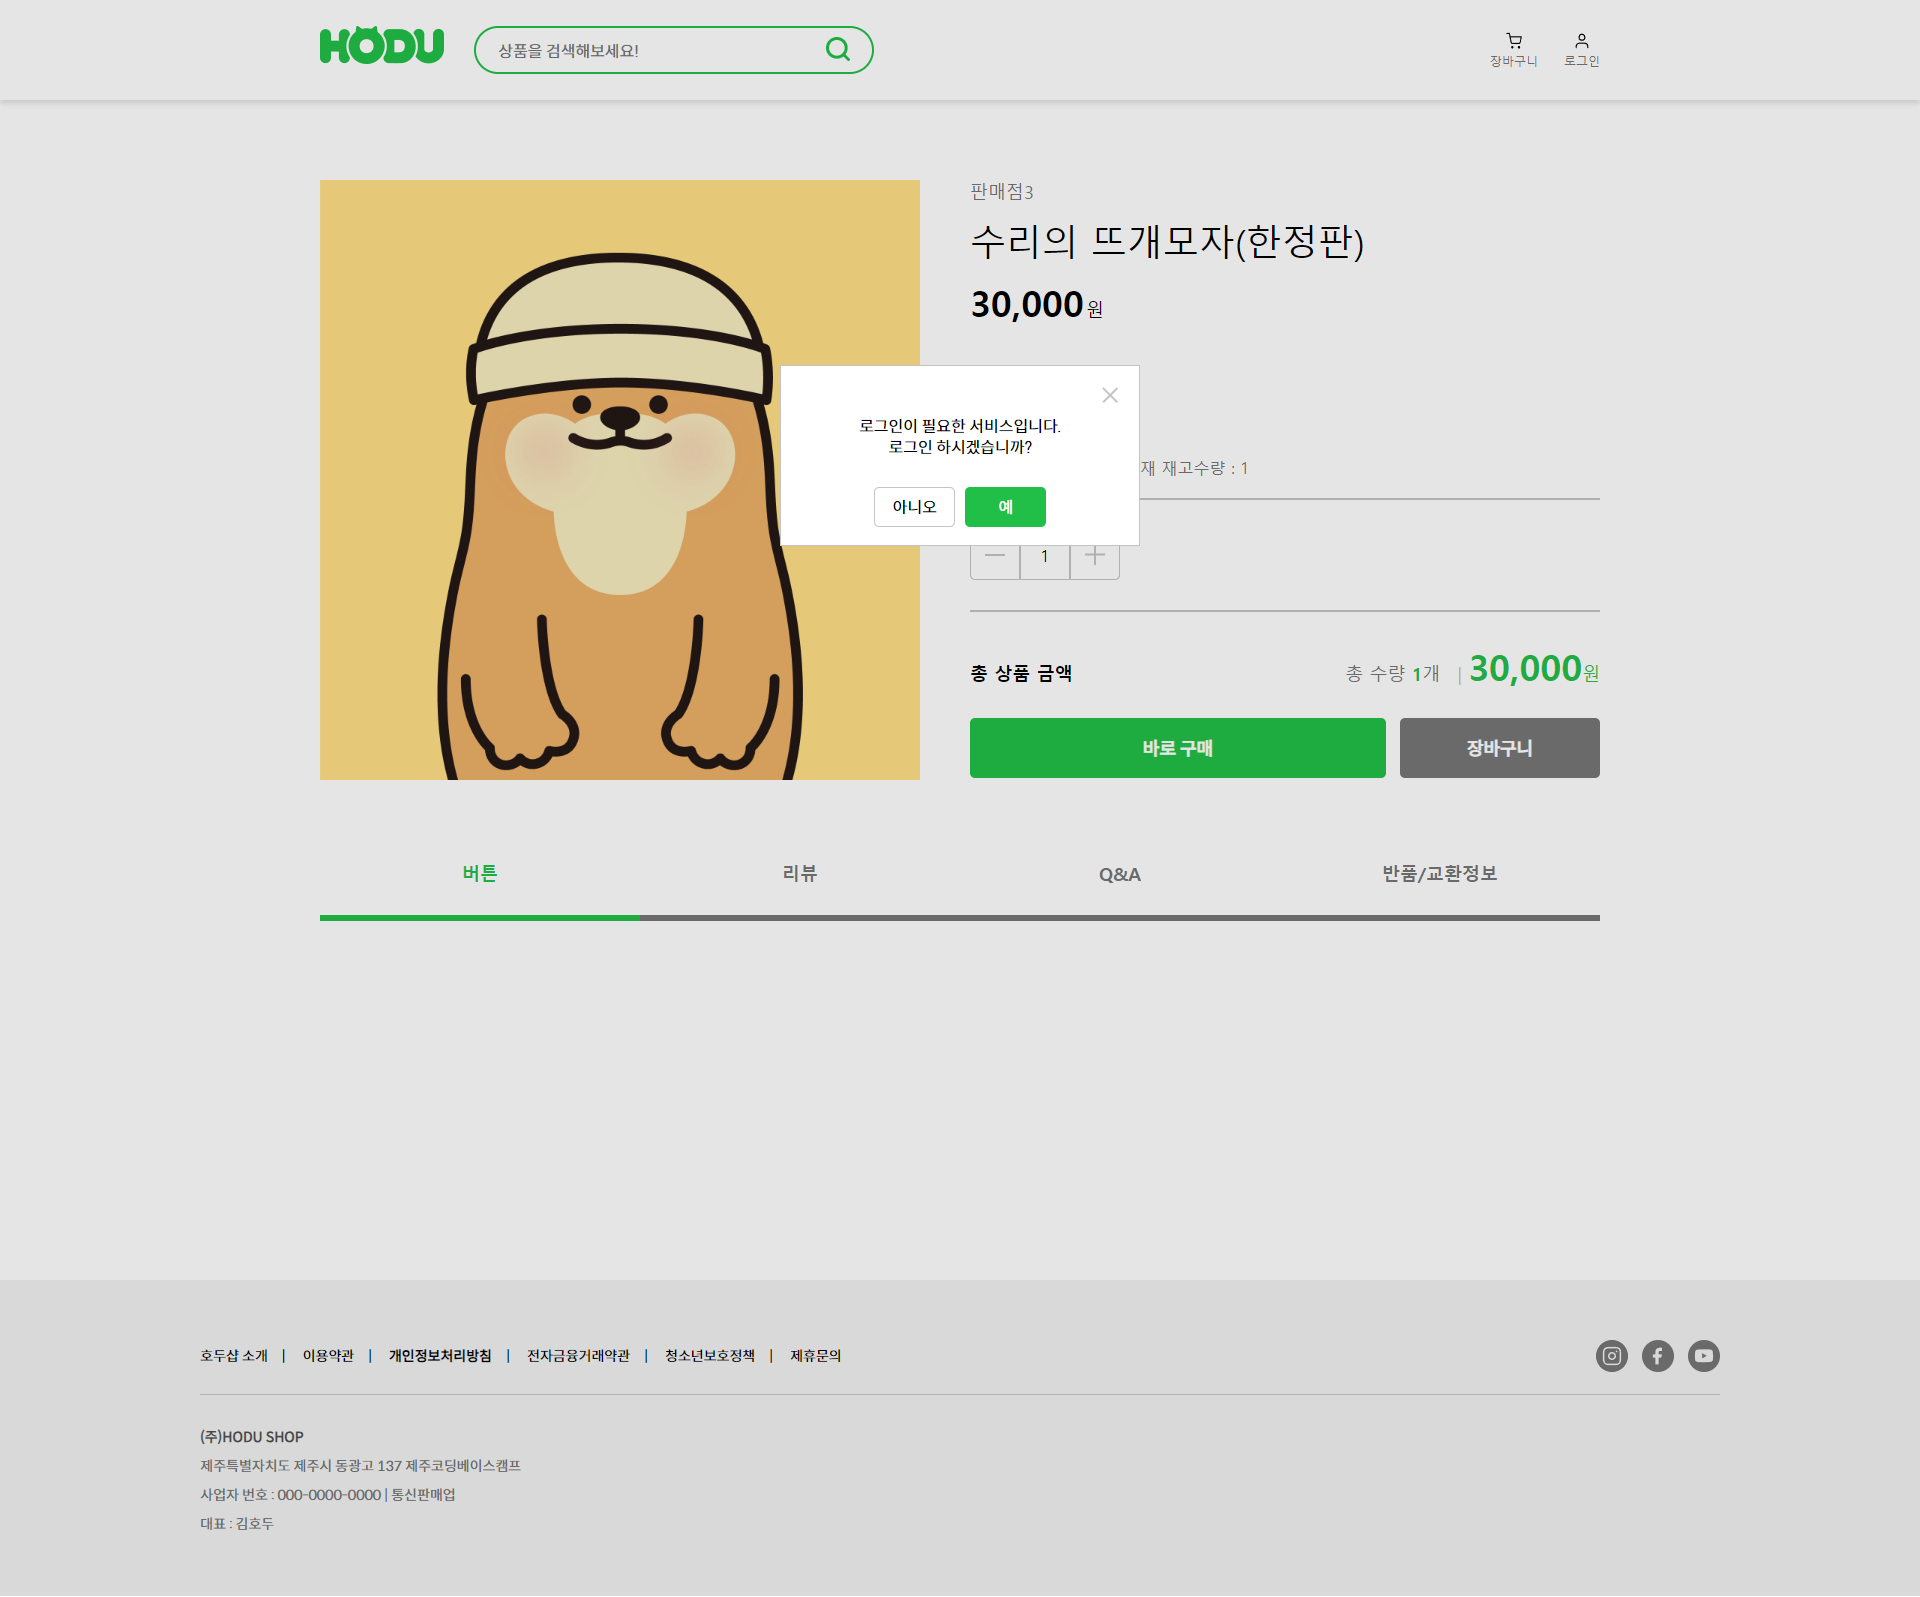 HODU
상품을 검색해보세요!
장바구니
로그인
판매점3
수리의 뜨개모자(한정판)
30,000원
로그인이 필요한 서비스입니다.
로그인 하시겠습니까?
아니오
예
재 재고수량 : 1
1
총 상품 금액
총 수량 1개 | 30,000원
바로 구매
장바구니
버튼
리뷰
Q&A
반품/교환정보
호두샵 소개 | 이용약관 | 개인정보처리방침 | 전자금융거래약관 | 청소년보호정책 | 제휴문의
(주)HODU SHOP
제주특별자치도 제주시 동광고 137 제주코딩베이스캠프
사업자 번호 : 000-0000-0000 | 통신판매업
대표 : 김호두